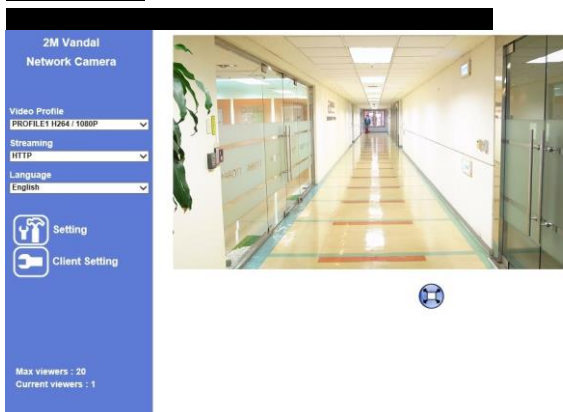 2M Vandal
Network Camera
Video Profile
PROFILE1 H264 / 1080P
Streaming
HTTP
Language
English
Setting
Client Setting
Max viewers : 20
Current viewers : 1